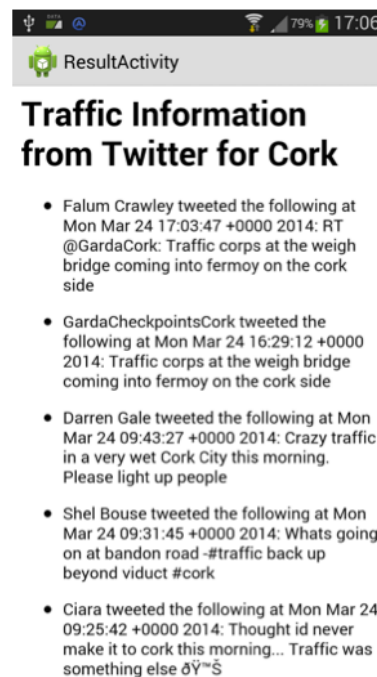 79% 17:06
ResultActivity
Traffic Information
from Twitter for Cork
• Falum Crawley tweeted the following at
Mon Mar 24 17:03:47 +0000 2014: RT
@GardaCork: Traffic corps at the weigh
bridge coming into fermoy on the cork
side
• GardaCheckpointsCork tweeted the
following at Mon Mar 24 16:29:12 +0000
2014: Traffic corps at the weigh bridge
coming into fermoy on the cork side
• Darren Gale tweeted the following at Mon
Mar 24 09:43:27 +0000 2014: Crazy traffic
in a very wet Cork City this morning.
Please light up people
• Shel Bouse tweeted the following at Mon
Mar 24 09:31:45 +0000 2014: Whats going
on at bandon road -#traffic back up
beyond viduct #cork
• Ciara tweeted the following at Mon Mar 24
09:25:42 +0000 2014: Thought id never
make it to cork this morning... Traffic was
something else ðŸ™Š